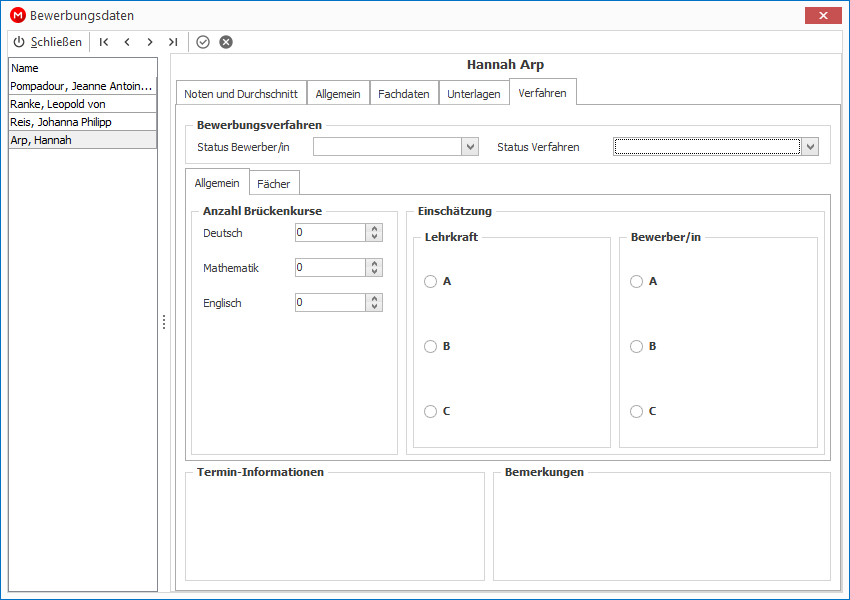 M Bewerbungsdaten
Schließen
Name
Pompadour, Jeanne Antoin...
Ranke, Leopold von
Reis, Johanna Philipp
Arp, Hannah
Hannah Arp
Noten und Durchschnitt Allgemein Fachdaten Unterlagen Verfahren
Bewerbungsverfahren
Status Bewerber/in Status Verfahren
Allgemein Fächer
Anzahl Brückenkurse
Deutsch 0
Mathematik 0
Englisch 0
Einschätzung
Lehrkraft
A
B
C
Bewerber/in
A
B
C
Termin-Informationen
Bemerkungen